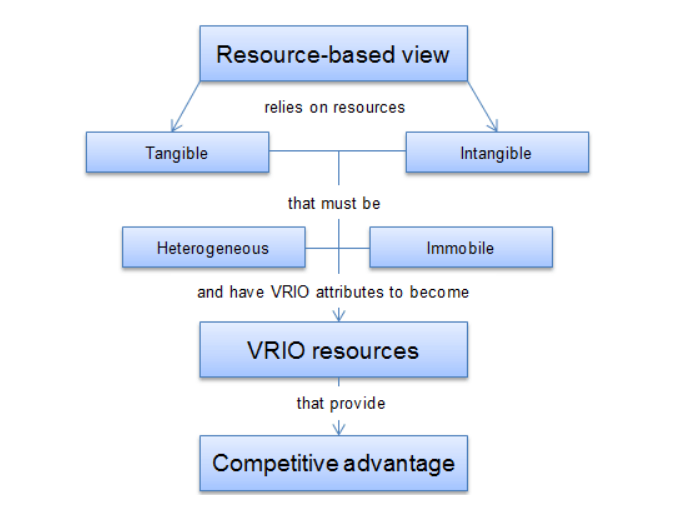 Resource-based view
relies on resources
Tangible
Intangible
that must be
Heterogeneous
Immobile
and have VRIO attributes to become
VRIO resources
that provide
Competitive advantage